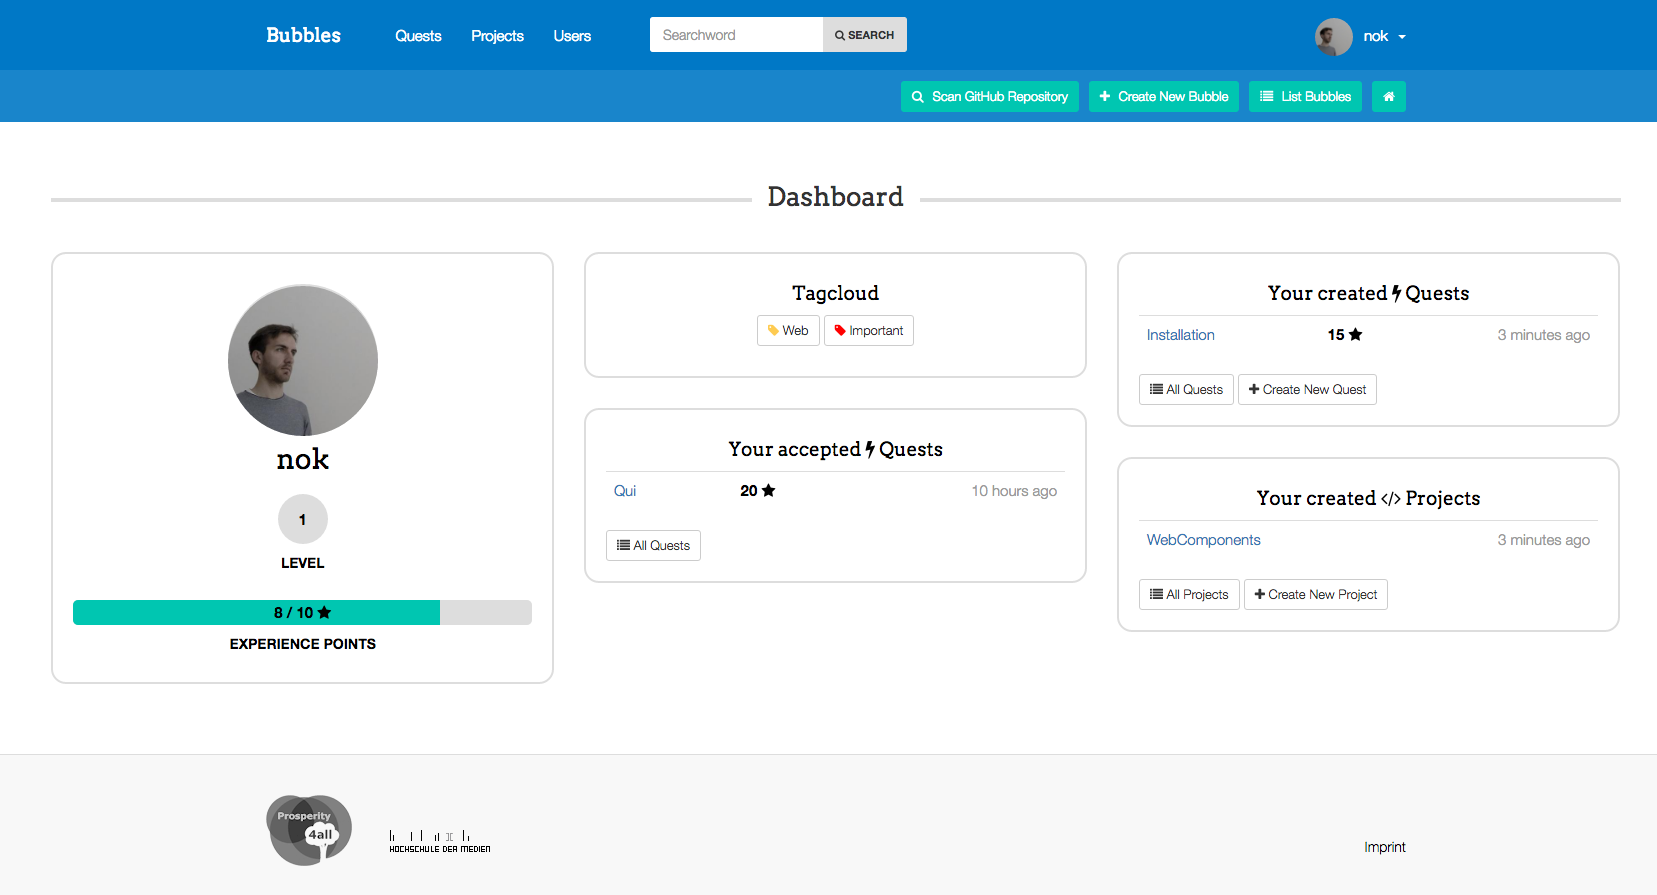 Bubbles
Quests
Projects
Users
Searchword
SEARCH
nok
Scan GitHub Repository
Create New Bubble
List Bubbles
Dashboard
nok
1
LEVEL
8 / 10
EXPERIENCE POINTS
Tagcloud
Web
Important
Your accepted Quests
Qui
20
10 hours ago
All Quests
Your created Quests
Installation
15
3 minutes ago
All Quests
Create New Quest
Your created </> Projects
WebComponents
3 minutes ago
All Projects
Create New Project
Prosperity
4all
HOCHSCHULE DER MEDIEN
Imprint